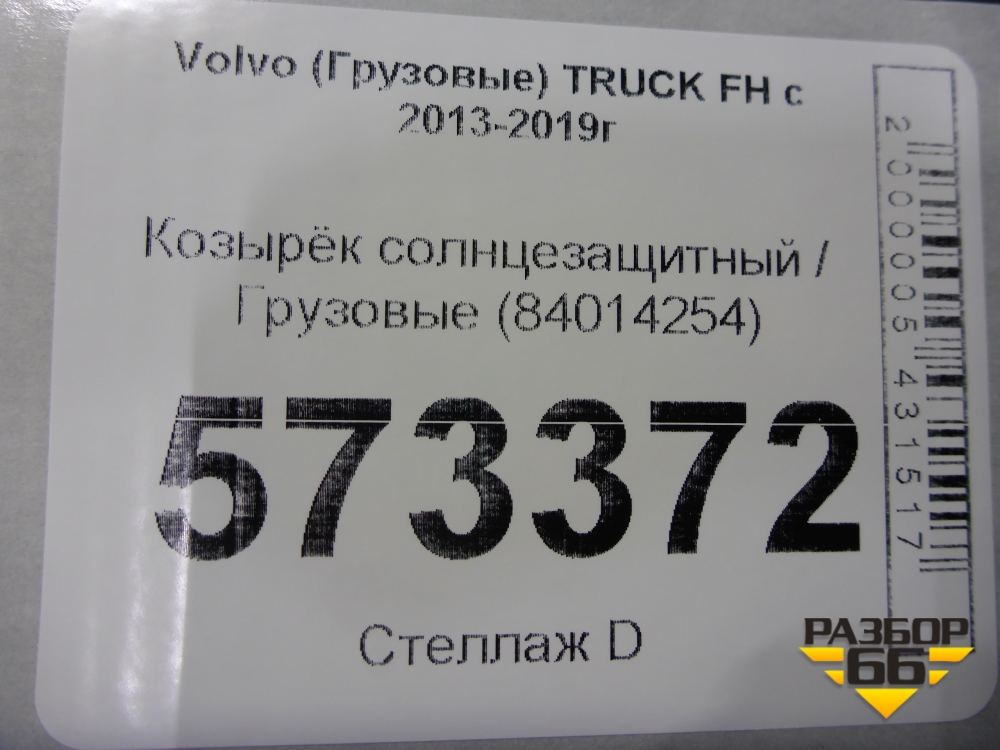 Volvo (Грузовые) TRUCK FH с
2013-2019г
Козырёк солнцезащитный /
Грузовые (84014254)
573372
Стеллаж D
2000005431517
РАЗБОР
66